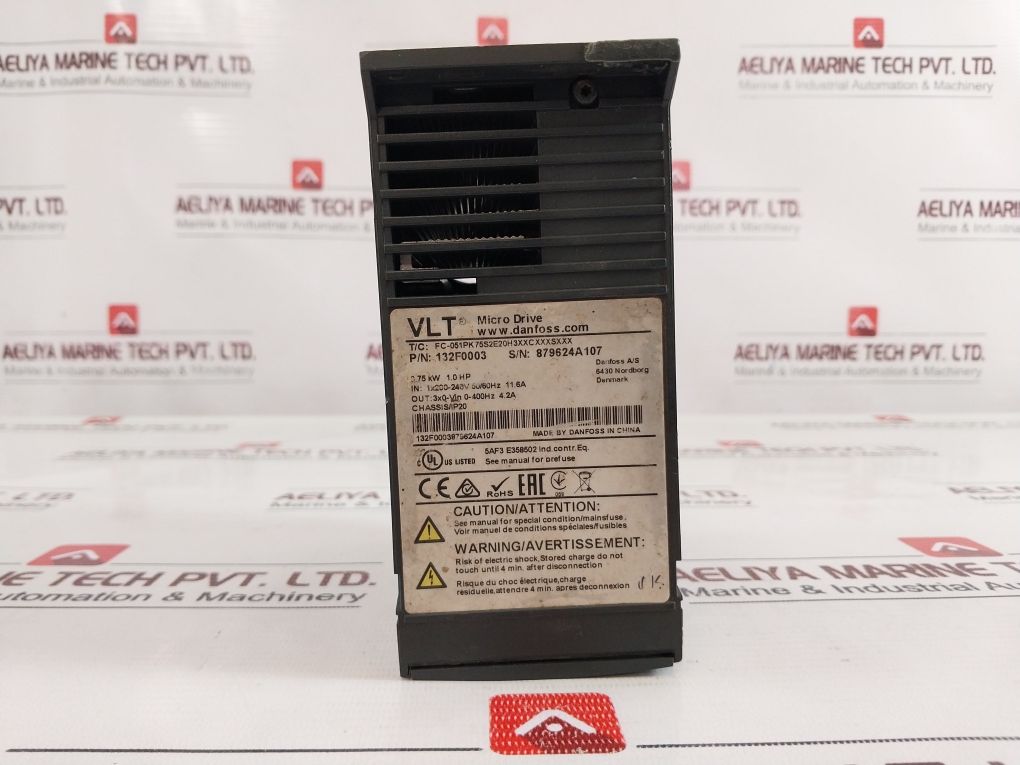 AELIYA MARINE TECH PVT. LTD.
Marine & Industrial Automation & Machinery
VLT® Micro Drive
www.danfoss.com
T/C: FC-051PK75S2E20H3XXCXXXSXXX
P/N: 132F0003 S/N: 879624A107
Danfoss A/S
6430 Nordborg
Denmark
0.75 kW 1.0 HP
IN: 1x200-240V 50/60Hz 11.6A
OUT:3x0-Vin 0-400Hz 4.2A
CHASSIS/IP20
132F0003879624A107 MADE BY DANFOSS IN CHINA
5AF3 E358502 Ind.contr.Eq.
c UL US LISTED See manual for prefuse
CE RoHS EAC 089
CAUTION/ATTENTION:
See manual for special condition/mainsfuse.
Voir manuel de conditions spéciales/fusibles
WARNING/AVERTISSEMENT:
Risk of electric shock.Stored charge do not
touch until 4 min. after disconnection
Risque du choc électrique,charge
residuelle,attendre 4 min. apres deconnexion